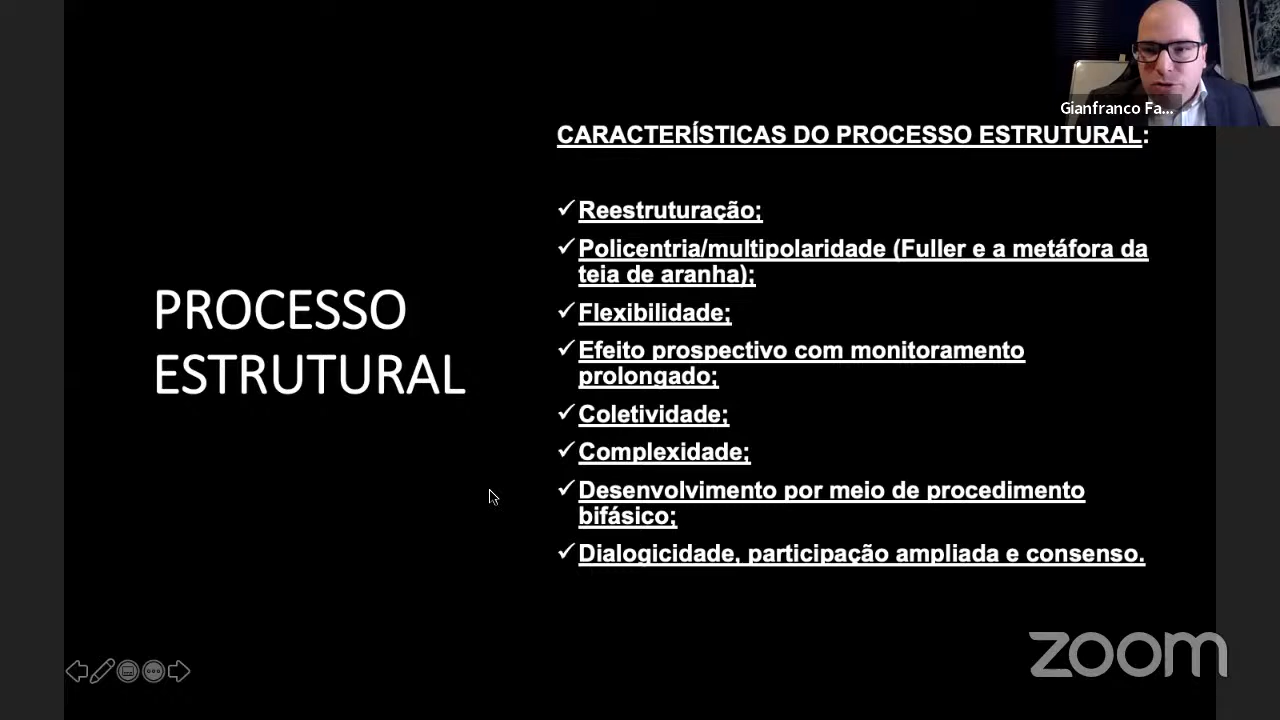 Gianfranco Fa...
CARACTERÍSTICAS DO PROCESSO ESTRUTURAL:
✓Reestruturação;
✓Policentria/multipolaridade (Fuller e a metáfora da
teia de aranha);
✓Flexibilidade;
✓Efeito prospectivo com monitoramento
prolongado;
✓Coletividade;
✓Complexidade;
✓Desenvolvimento por meio de procedimento
bifásico;
✓Dialogicidade, participação ampliada e consenso.
PROCESSO
ESTRUTURAL
zoom